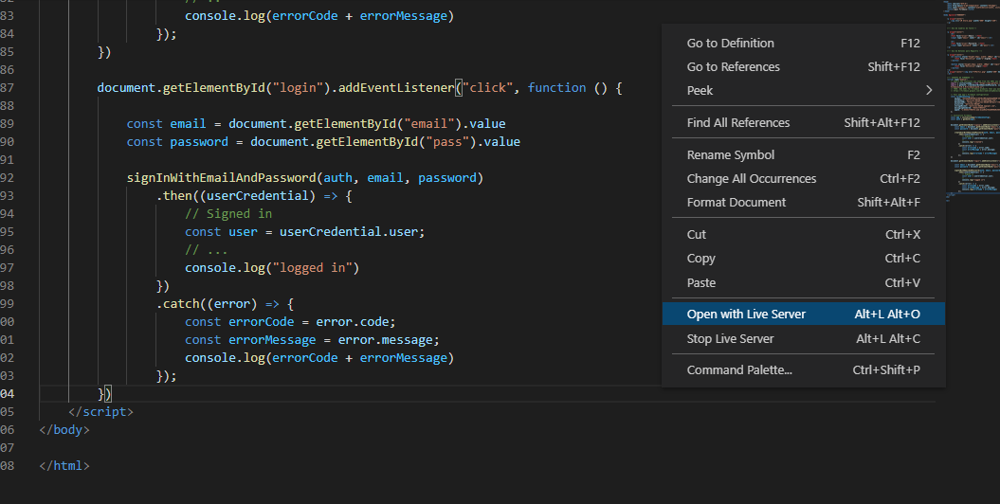 82 // ...
83 console.log(errorCode + errorMessage)
84 });
85 })
86
87 document.getElementById("login").addEventListener("click", function () {
88
89 const email = document.getElementById("email").value
90 const password = document.getElementById("pass").value
91
92 signInWithEmailAndPassword(auth, email, password)
93 .then((userCredential) => {
94 // Signed in
95 const user = userCredential.user;
96 // ...
97 console.log("logged in")
98 })
99 .catch((error) => {
00 const errorCode = error.code;
01 const errorMessage = error.message;
02 console.log(errorCode + errorMessage)
03 });
04 })
05 </script>
06 </body>
07
08 </html>
Go to Definition F12
Go to References Shift+F12
Peek >
Find All References Shift+Alt+F12
Rename Symbol F2
Change All Occurrences Ctrl+F2
Format Document Shift+Alt+F
Cut Ctrl+X
Copy Ctrl+C
Paste Ctrl+V
Open with Live Server Alt+L Alt+O
Stop Live Server Alt+L Alt+C
Command Palette... Ctrl+Shift+P